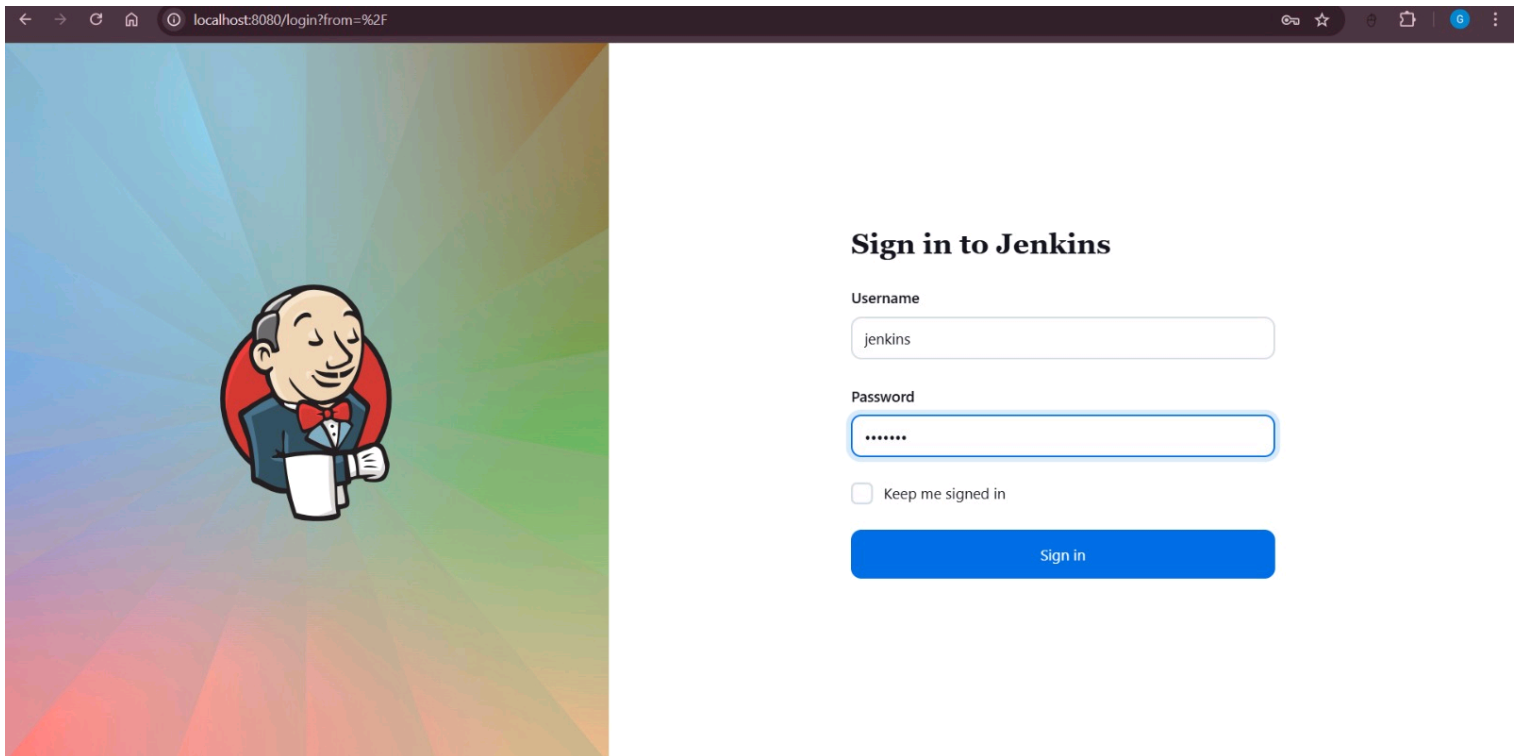 localhost:8080/login?from=%2F
G
Sign in to Jenkins
Username
jenkins
Password
•••••••
Keep me signed in
Sign in